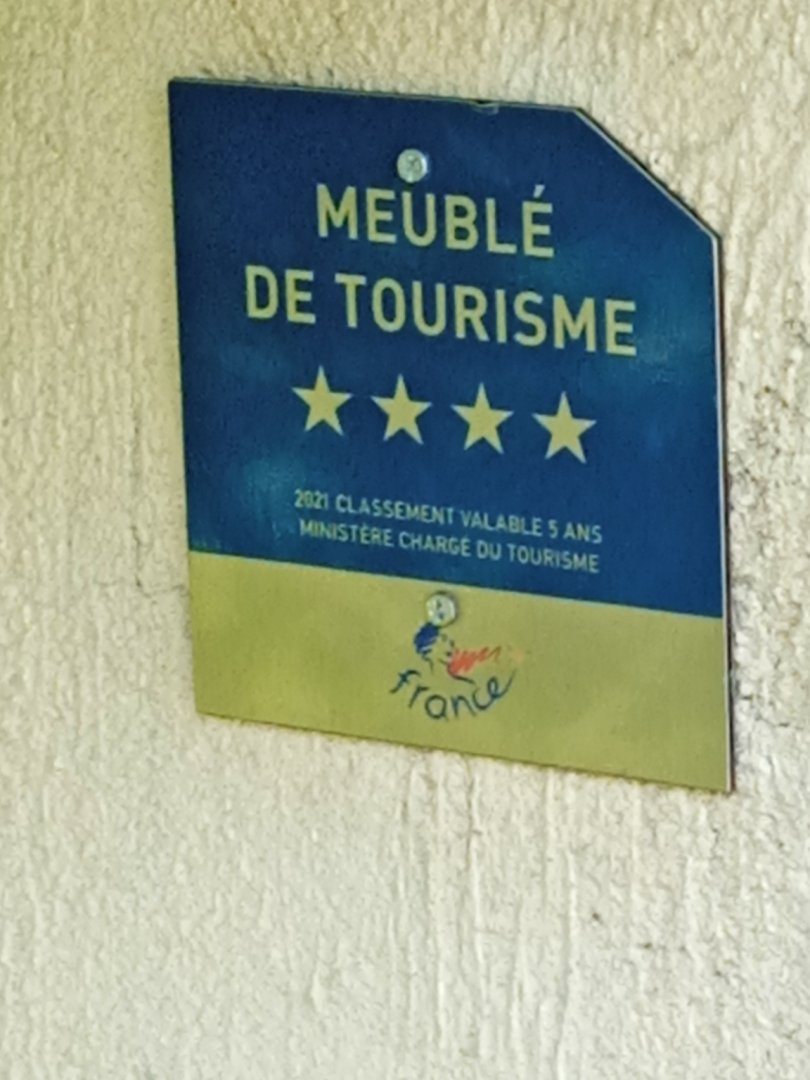 MEUBLÉ
DE TOURISME
2021 CLASSEMENT VALABLE 5 ANS
MINISTÈRE CHARGÉ DU TOURISME
france